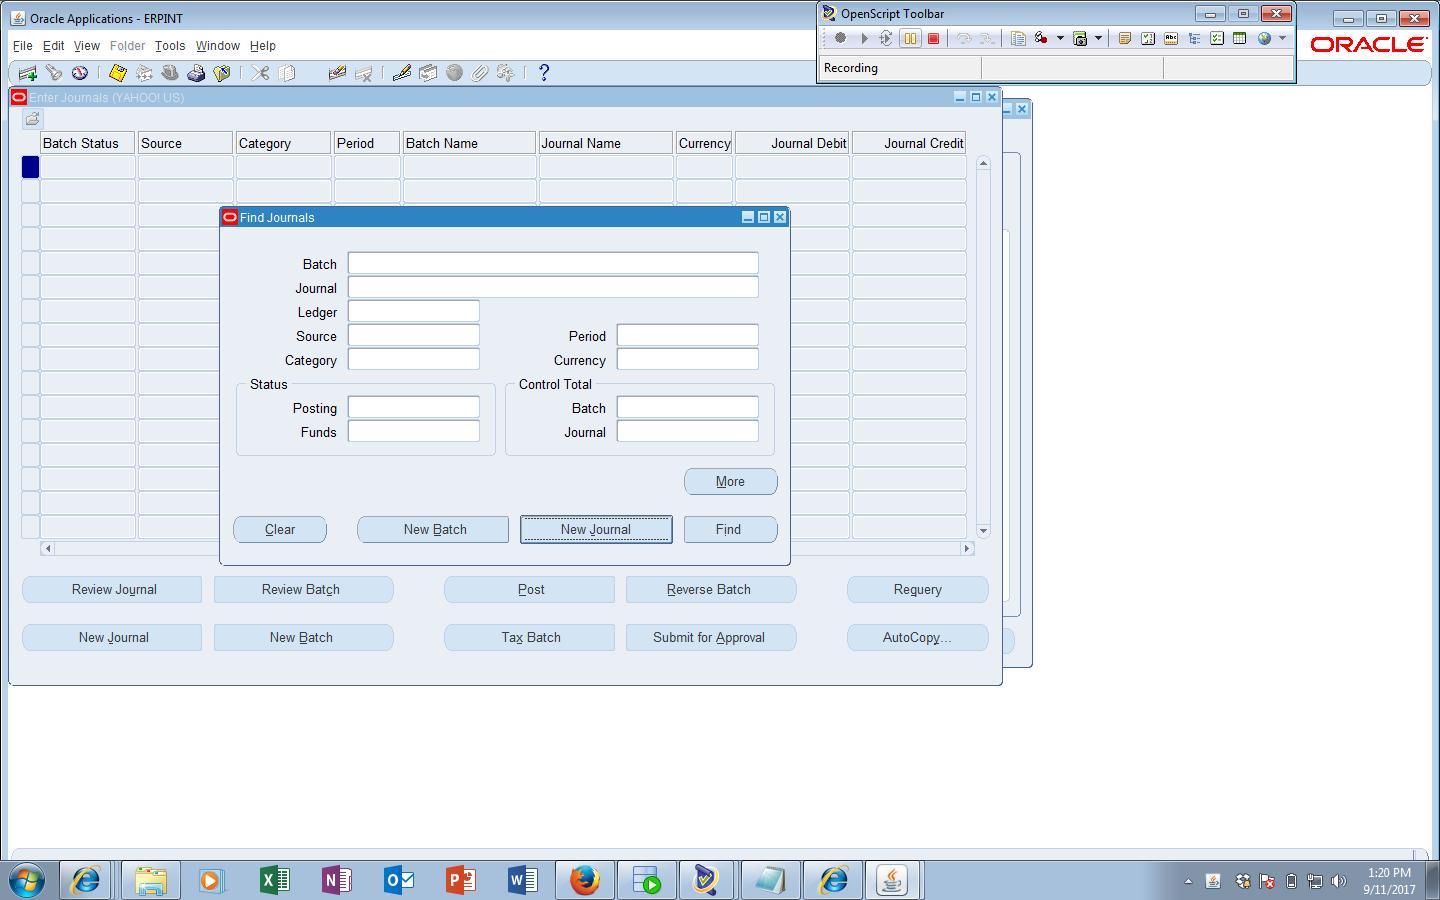 Oracle Applications - ERPINT
OpenScript Toolbar
File Edit View Folder Tools Window Help
ORACLE
Recording
Enter Journals (YAHOO! US)
Batch Status Source Category Period Batch Name Journal Name Currency Journal Debit Journal Credit
Find Journals
Batch
Journal
Ledger
Source Period
Category Currency
Status Control Total
Posting Batch
Funds Journal
More
Clear New Batch New Journal Find
Review Journal Review Batch Post Reverse Batch Requery
New Journal New Batch Tax Batch Submit for Approval AutoCopy...
1:20 PM
9/11/2017